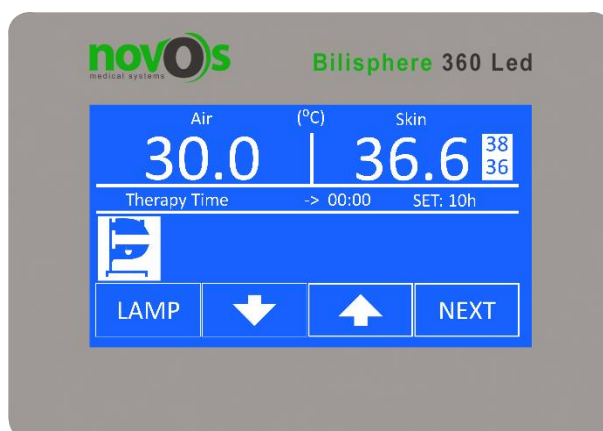 novOs
medical systems
Bilisphere 360 Led
Air (°C) Skin
30.0 36.6 38
36
Therapy Time -> 00:00 SET: 10h
LAMP NEXT